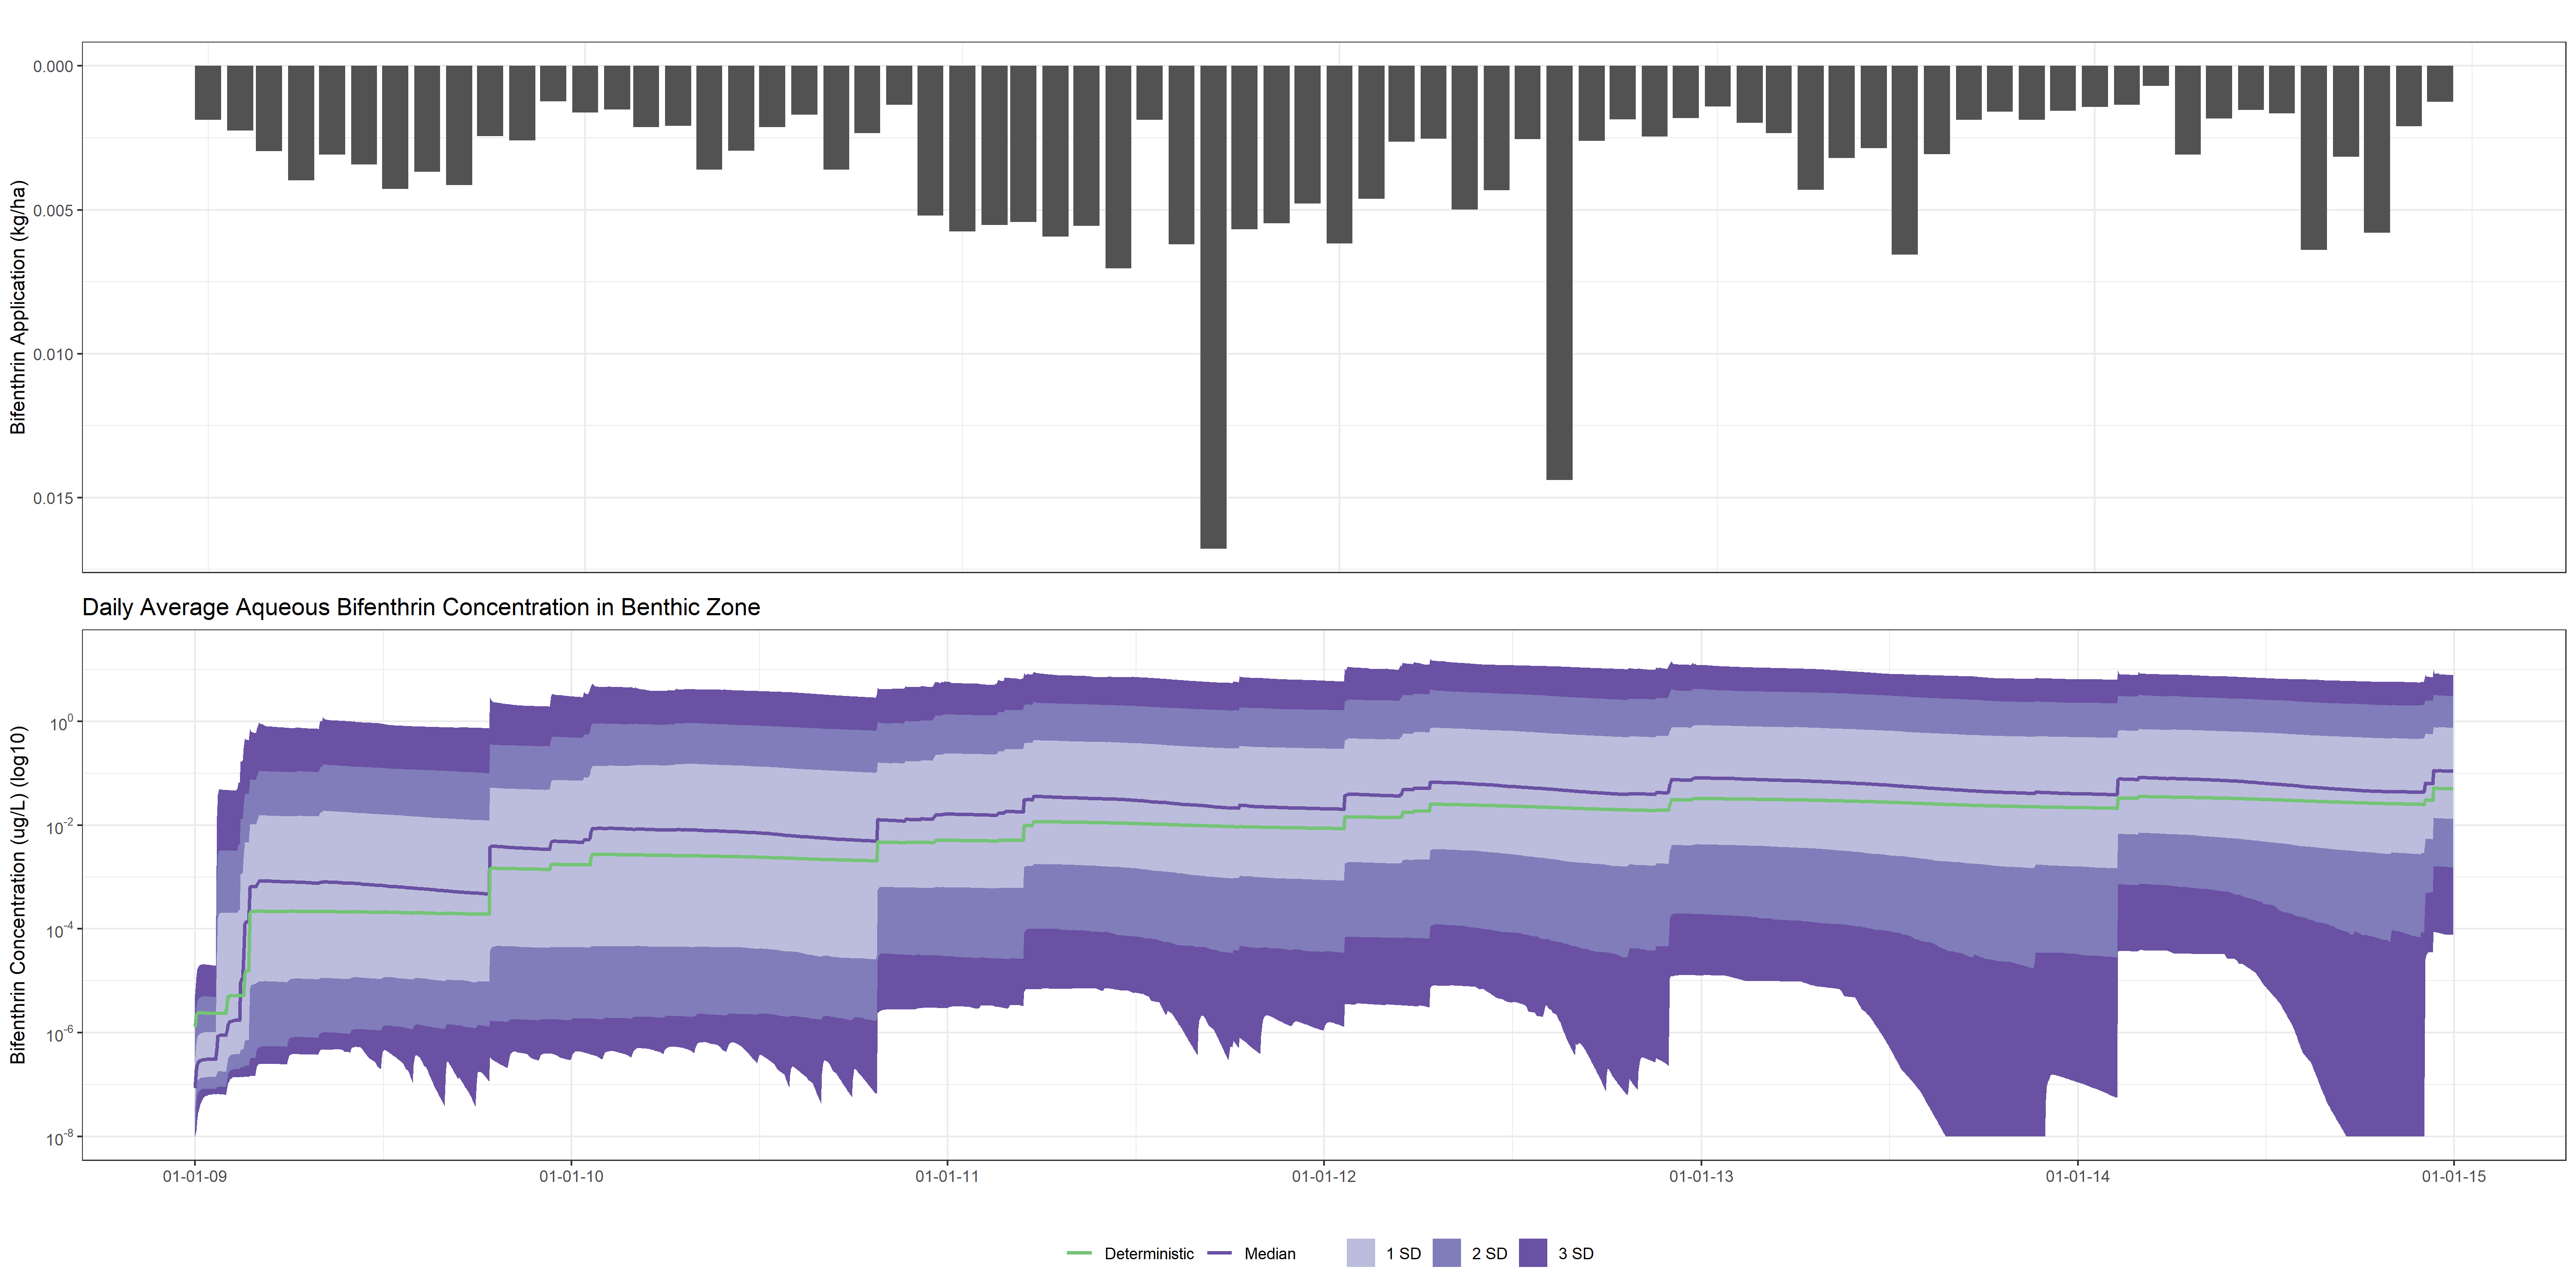 0.000
0.005
0.010
0.015
Bifenthrin Application (kg/ha)
Daily Average Aqueous Bifenthrin Concentration in Benthic Zone
10^0
10^-2
10^-4
10^-6
10^-8
Bifenthrin Concentration (ug/L) (log10)
01-01-09 01-01-10 01-01-11 01-01-12 01-01-13 01-01-14 01-01-15
Deterministic Median 1 SD 2 SD 3 SD